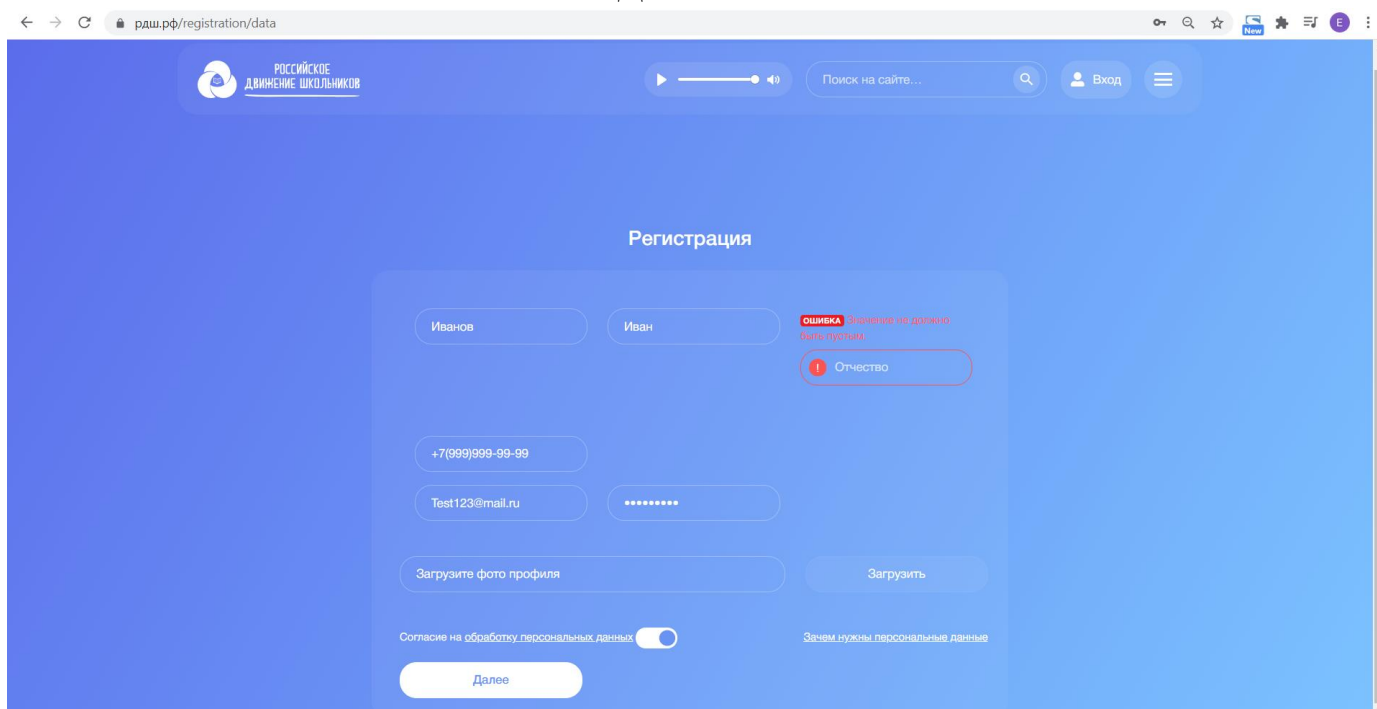 рдш.рф/registration/data
New
E
РОССИЙСКОЕ
ДВИЖЕНИЕ ШКОЛЬНИКОВ
Поиск на сайте...
Вход
Регистрация
Иванов
Иван
ОШИБКА Значение не должно
быть пустым.
! Отчество
+7(999)999-99-99
Test123@mail.ru
•••••••••
Загрузите фото профиля
Загрузить
Согласие на обработку персональных данных
Зачем нужны персональные данные
Далее